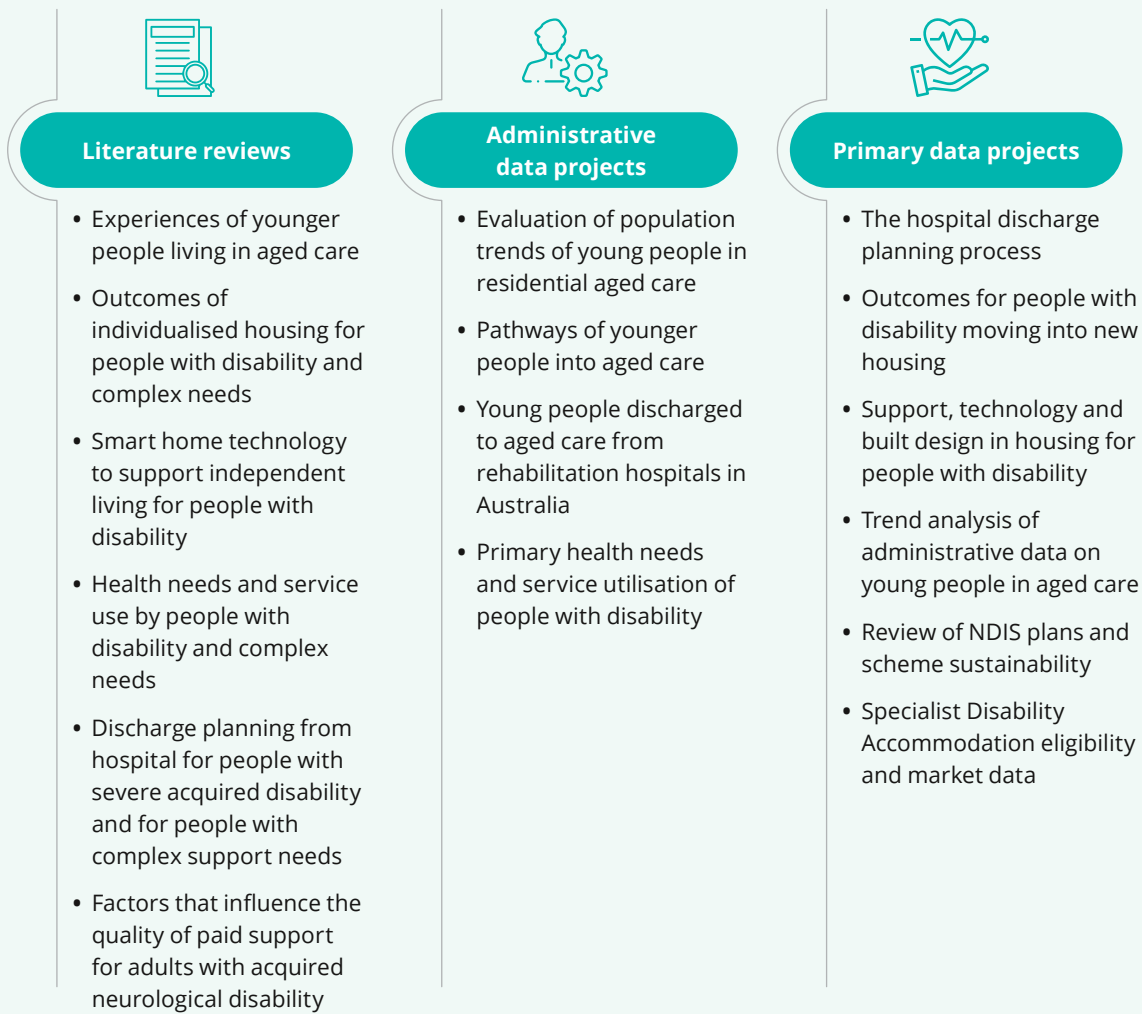 Literature reviews
• Experiences of younger
people living in aged care
• Outcomes of
individualised housing for
people with disability and
complex needs
• Smart home technology
to support independent
living for people with
disability
• Health needs and service
use by people with
disability and complex
needs
• Discharge planning from
hospital for people with
severe acquired disability
and for people with
complex support needs
• Factors that influence the
quality of paid support
for adults with acquired
neurological disability
Administrative
data projects
• Evaluation of population
trends of young people in
residential aged care
• Pathways of younger
people into aged care
• Young people discharged
to aged care from
rehabilitation hospitals in
Australia
• Primary health needs
and service utilisation of
people with disability
Primary data projects
• The hospital discharge
planning process
• Outcomes for people with
disability moving into new
housing
• Support, technology and
built design in housing for
people with disability
• Trend analysis of
administrative data on
young people in aged care
• Review of NDIS plans and
scheme sustainability
• Specialist Disability
Accommodation eligibility
and market data